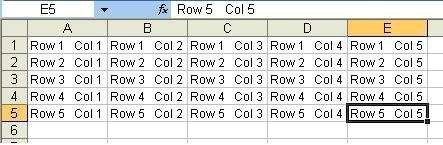 E5 fx Row 5 Col 5
A B C D E
1 Row 1 Col 1 Row 1 Col 2 Row 1 Col 3 Row 1 Col 4 Row 1 Col 5
2 Row 2 Col 1 Row 2 Col 2 Row 2 Col 3 Row 2 Col 4 Row 2 Col 5
3 Row 3 Col 1 Row 3 Col 2 Row 3 Col 3 Row 3 Col 4 Row 3 Col 5
4 Row 4 Col 1 Row 4 Col 2 Row 4 Col 3 Row 4 Col 4 Row 4 Col 5
5 Row 5 Col 1 Row 5 Col 2 Row 5 Col 3 Row 5 Col 4 Row 5 Col 5
6